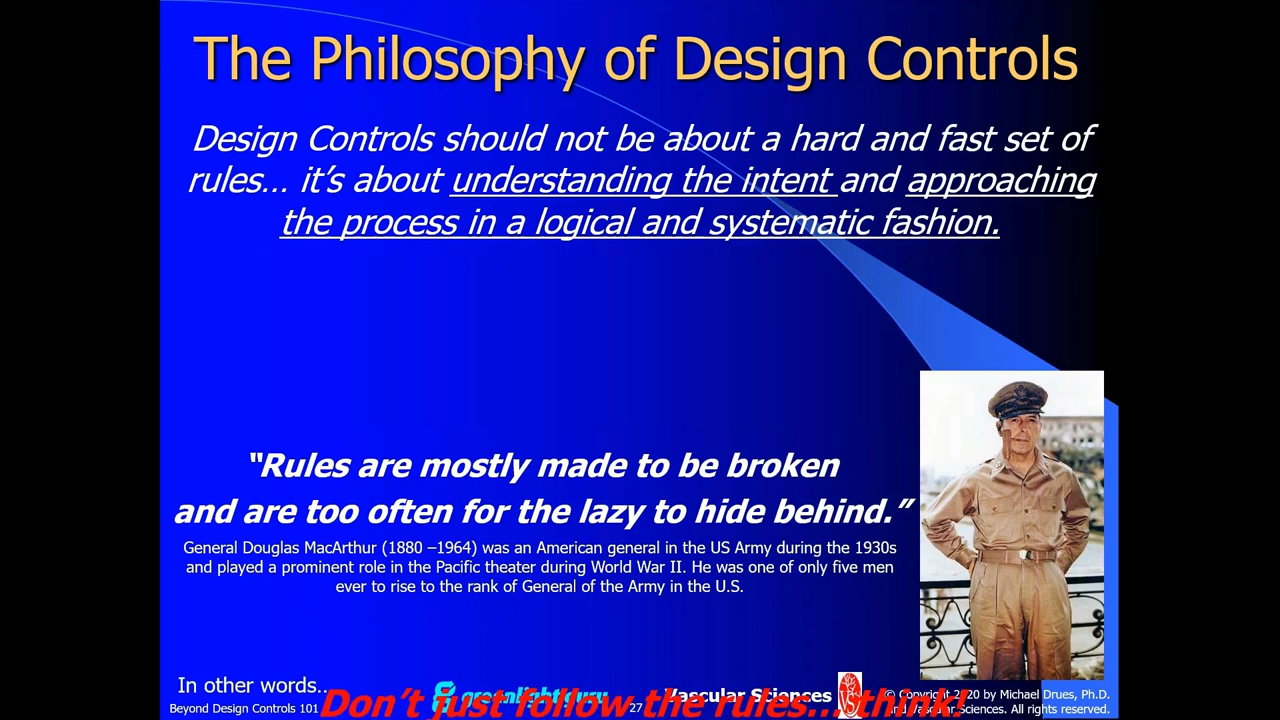 The Philosophy of Design Controls
Design Controls should not be about a hard and fast set of
rules… it’s about understanding the intent and approaching
the process in a logical and systematic fashion.
“Rules are mostly made to be broken
and are too often for the lazy to hide behind.”
General Douglas MacArthur (1880 –1964) was an American general in the US Army during the 1930s
and played a prominent role in the Pacific theater during World War II. He was one of only five men
ever to rise to the rank of General of the Army in the U.S.
In other words…
Don’t just follow the rules… think!
Beyond Design Controls 101
greenlight guru
27
Vascular Sciences
VS
© Copyright 2020 by Michael Drues, Ph.D.
and Vascular Sciences. All rights reserved.